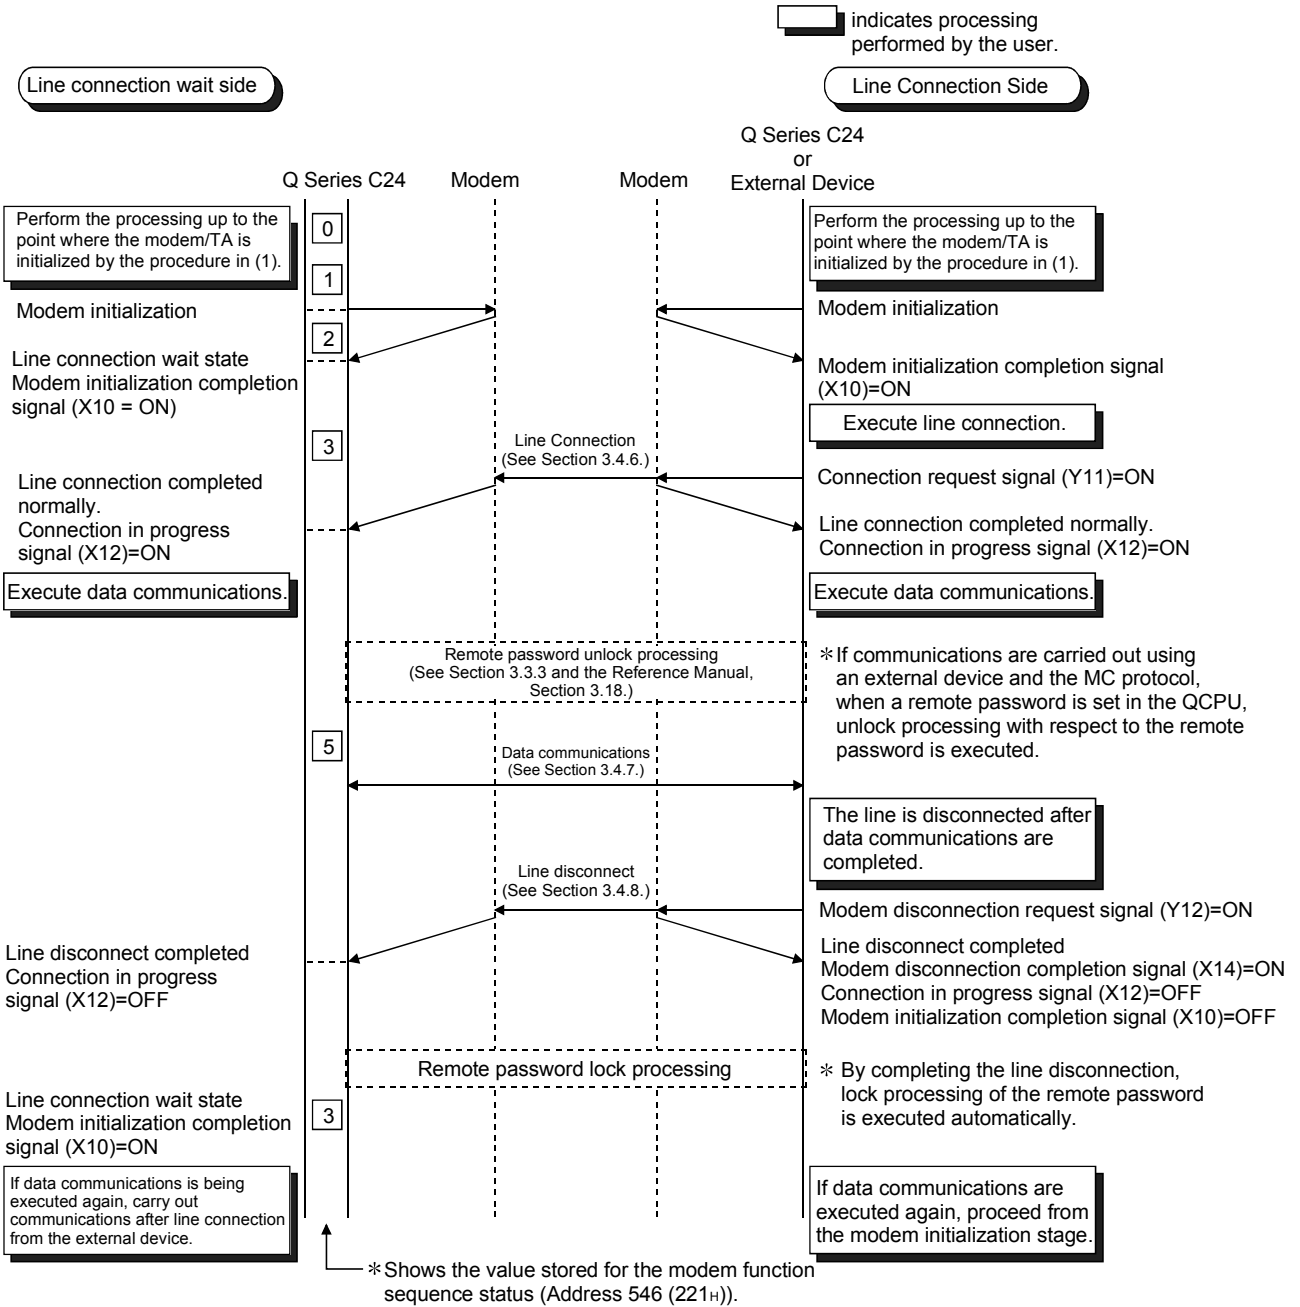 indicates processing
performed by the user.
Line connection wait side
Line Connection Side
Q Series C24
or
External Device
Q Series C24
Modem
Modem
Perform the processing up to the
point where the modem/TA is
initialized by the procedure in (1).
0
Perform the processing up to the
point where the modem/TA is
initialized by the procedure in (1).
1
Modem initialization
Modem initialization
2
Line connection wait state
Modem initialization completion
signal (X10 = ON)
Modem initialization completion signal
(X10)=ON
Execute line connection.
3
Line Connection
(See Section 3.4.6.)
Connection request signal (Y11)=ON
Line connection completed
normally.
Connection in progress
signal (X12)=ON
Line connection completed normally.
Connection in progress signal (X12)=ON
Execute data communications.
Execute data communications.
Remote password unlock processing
(See Section 3.3.3 and the Reference Manual,
Section 3.18.)
*If communications are carried out using
an external device and the MC protocol,
when a remote password is set in the QCPU,
unlock processing with respect to the remote
password is executed.
5
Data communications
(See Section 3.4.7.)
The line is disconnected after
data communications are
completed.
Line disconnect
(See Section 3.4.8.)
Modem disconnection request signal (Y12)=ON
Line disconnect completed
Connection in progress
signal (X12)=OFF
Line disconnect completed
Modem disconnection completion signal (X14)=ON
Connection in progress signal (X12)=OFF
Modem initialization completion signal (X10)=OFF
Remote password lock processing
* By completing the line disconnection,
lock processing of the remote password
is executed automatically.
Line connection wait state
Modem initialization completion
signal (X10)=ON
3
If data communications is being
executed again, carry out
communications after line connection
from the external device.
If data communications are
executed again, proceed from
the modem initialization stage.
*Shows the value stored for the modem function
sequence status (Address 546 (221H)).